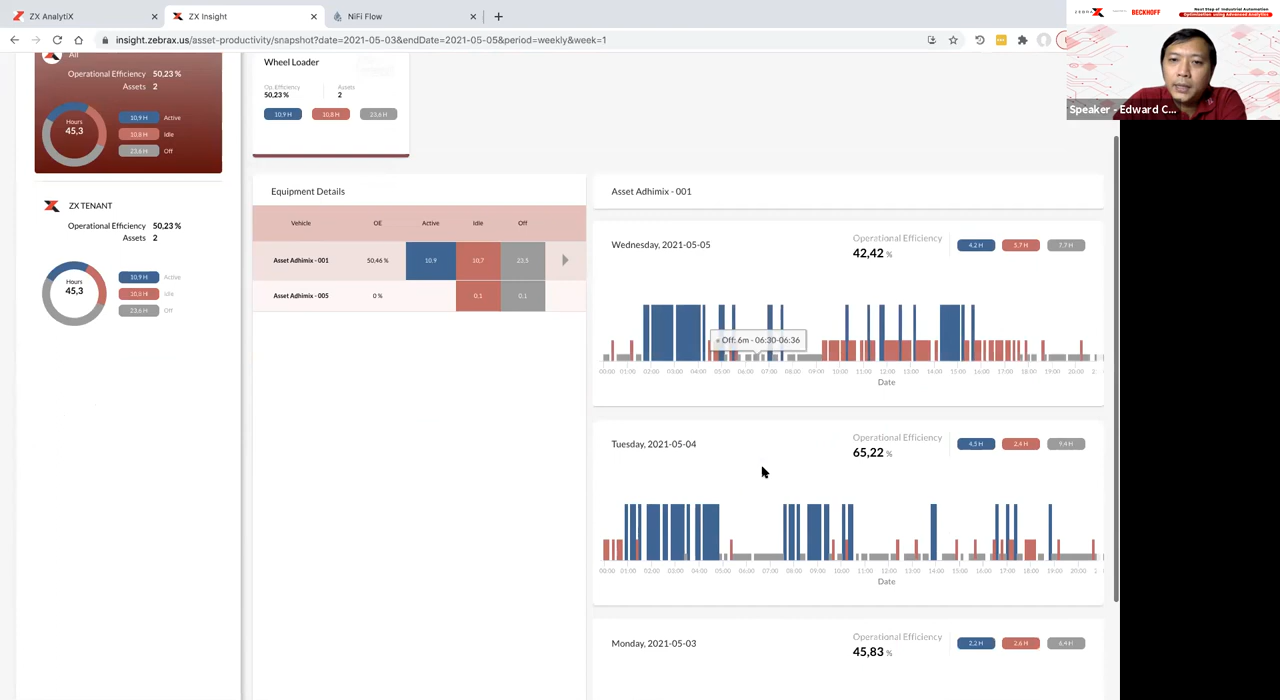 ZX AnalytiX
ZX Insight
NiFi Flow
insight.zebrax.us/asset-productivity/snapshot?date=2021-05-03&endDate=2021-05-05&period=weekly&week=1
BECKHOFF
Next Step of Industrial Automation
Optimization using Advanced Analytics
Speaker - Edward C...
All
Operational Efficiency 50,23 %
Assets 2
Hours
45,3
10,9 H Active
10,8 H Idle
23,6 H Off
ZX TENANT
Operational Efficiency 50,23 %
Assets 2
Hours
45,3
10,9 H Active
10,8 H Idle
23,6 H Off
Wheel Loader
Op. Efficiency
50,23 %
Assets
2
10,9 H 10,8 H 23,6 H
Equipment Details
Vehicle OE Active Idle Off
Asset Adhimix - 001 50,46 % 10,9 10,7 23,5
Asset Adhimix - 005 0 % 0,1 0,1
Asset Adhimix - 001
Wednesday, 2021-05-05
Operational Efficiency
42,42 %
4,2 H 5,7 H 7,7 H
Off: 6m - 06:30-06:36
00:00 01:00 02:00 03:00 04:00 05:00 06:00 07:00 08:00 09:00 10:00 11:00 12:00 13:00 14:00 15:00 16:00 17:00 18:00 19:00 20:00
Date
Tuesday, 2021-05-04
Operational Efficiency
65,22 %
4,5 H 2,4 H 9,4 H
00:00 01:00 02:00 03:00 04:00 05:00 06:00 07:00 08:00 09:00 10:00 11:00 12:00 13:00 14:00 15:00 16:00 17:00 18:00 19:00 20:00
Date
Monday, 2021-05-03
Operational Efficiency
45,83 %
2,2 H 2,6 H 6,4 H